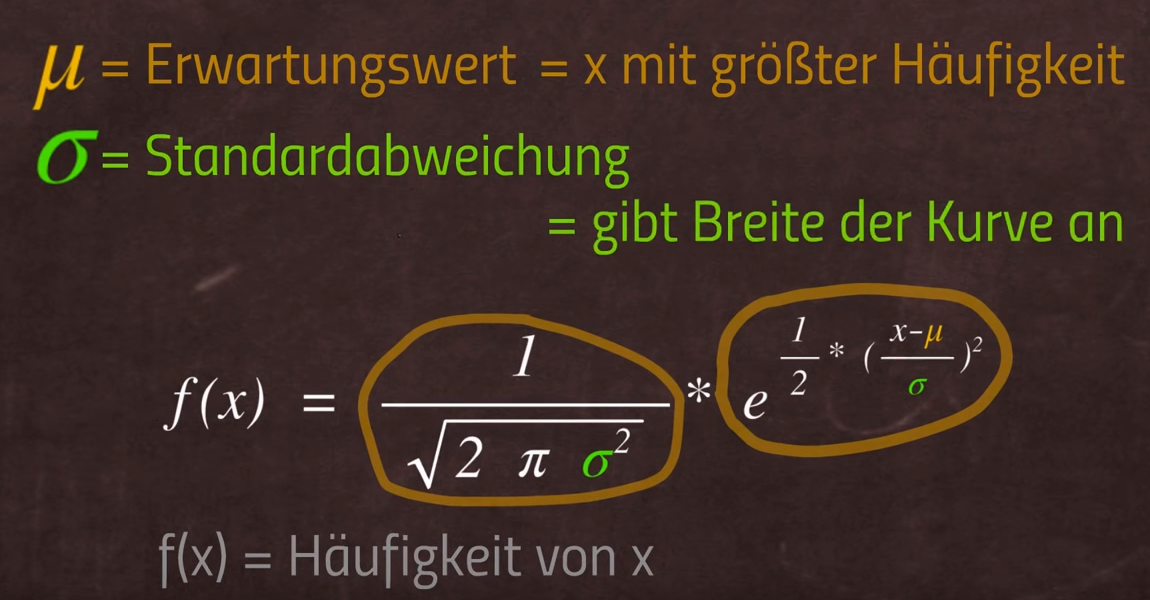 μ = Erwartungswert = x mit größter Häufigkeit
σ = Standardabweichung
= gibt Breite der Kurve an
f(x) = 1 / √(2 π σ²) * e^(1/2 * ((x-μ)/σ)²)
f(x) = Häufigkeit von x